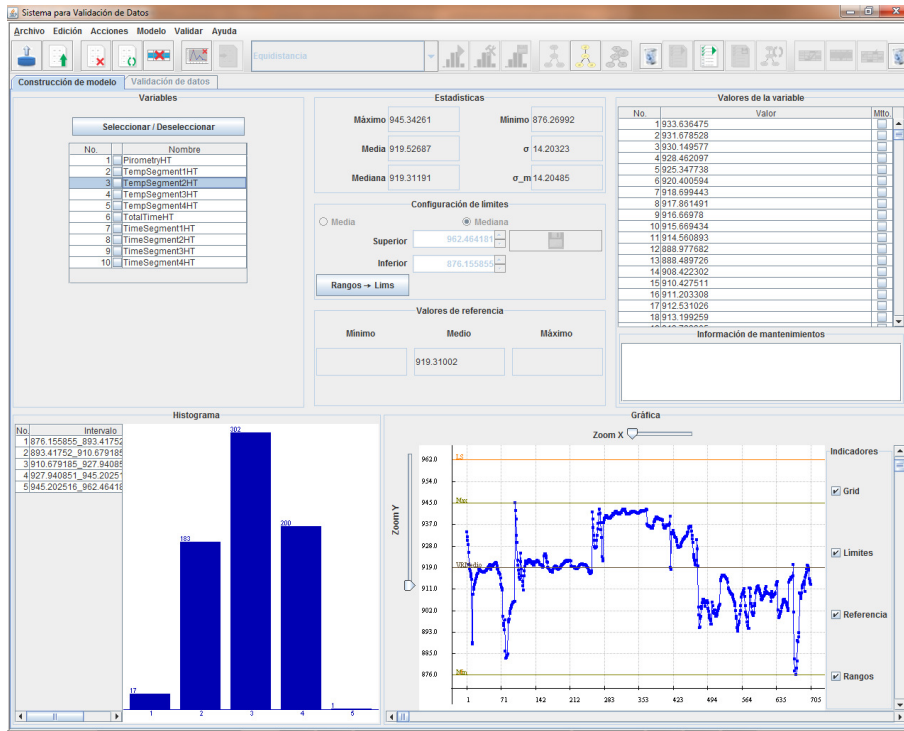 Sistema para Validación de Datos
Archivo Edición Acciones Modelo Validar Ayuda
Equidistancia
Construcción de modelo Validación de datos
Variables
Seleccionar / Deseleccionar
No. Nombre
1 PirometryHT
2 TempSegment1HT
3 TempSegment2HT
4 TempSegment3HT
5 TempSegment4HT
6 TotalTimeHT
7 TimeSegment1HT
8 TimeSegment2HT
9 TimeSegment3HT
10 TimeSegment4HT
Estadísticas
Máximo 945.34261 Mínimo 876.26992
Media 919.52687 σ 14.20323
Mediana 919.31191 σ_m 14.20485
Configuración de límites
Media Mediana
Superior 962.464181
Inferior 876.155855
Rangos → Lims
Valores de referencia
Mínimo Medio Máximo
919.31002
Valores de la variable
No. Valor Mtto.
1 933.636475
2 931.678528
3 930.149577
4 928.462097
5 925.347738
6 920.400594
7 918.699443
8 917.861491
9 916.66978
10 915.669434
11 914.560893
12 888.977682
13 888.489726
14 908.422302
15 910.427511
16 911.203308
17 912.531026
18 913.199259
Información de mantenimientos
Histograma
No. Intervalo
1 876.155855_893.41752
2 893.41752_910.679185
3 910.679185_927.94085
4 927.940851_945.20251
5 945.202516_962.46418
17
183
302
200
1
1 2 3 4 5
Gráfica
Zoom X
Zoom Y
962.0
954.0
945.0
937.0
928.0
919.0
911.0
902.0
893.0
885.0
876.0
Ls
Max
VRMedio
Min
1 71 142 212 283 353 423 494 564 635 705
Indicadores
Grid
Límites
Referencia
Rangos